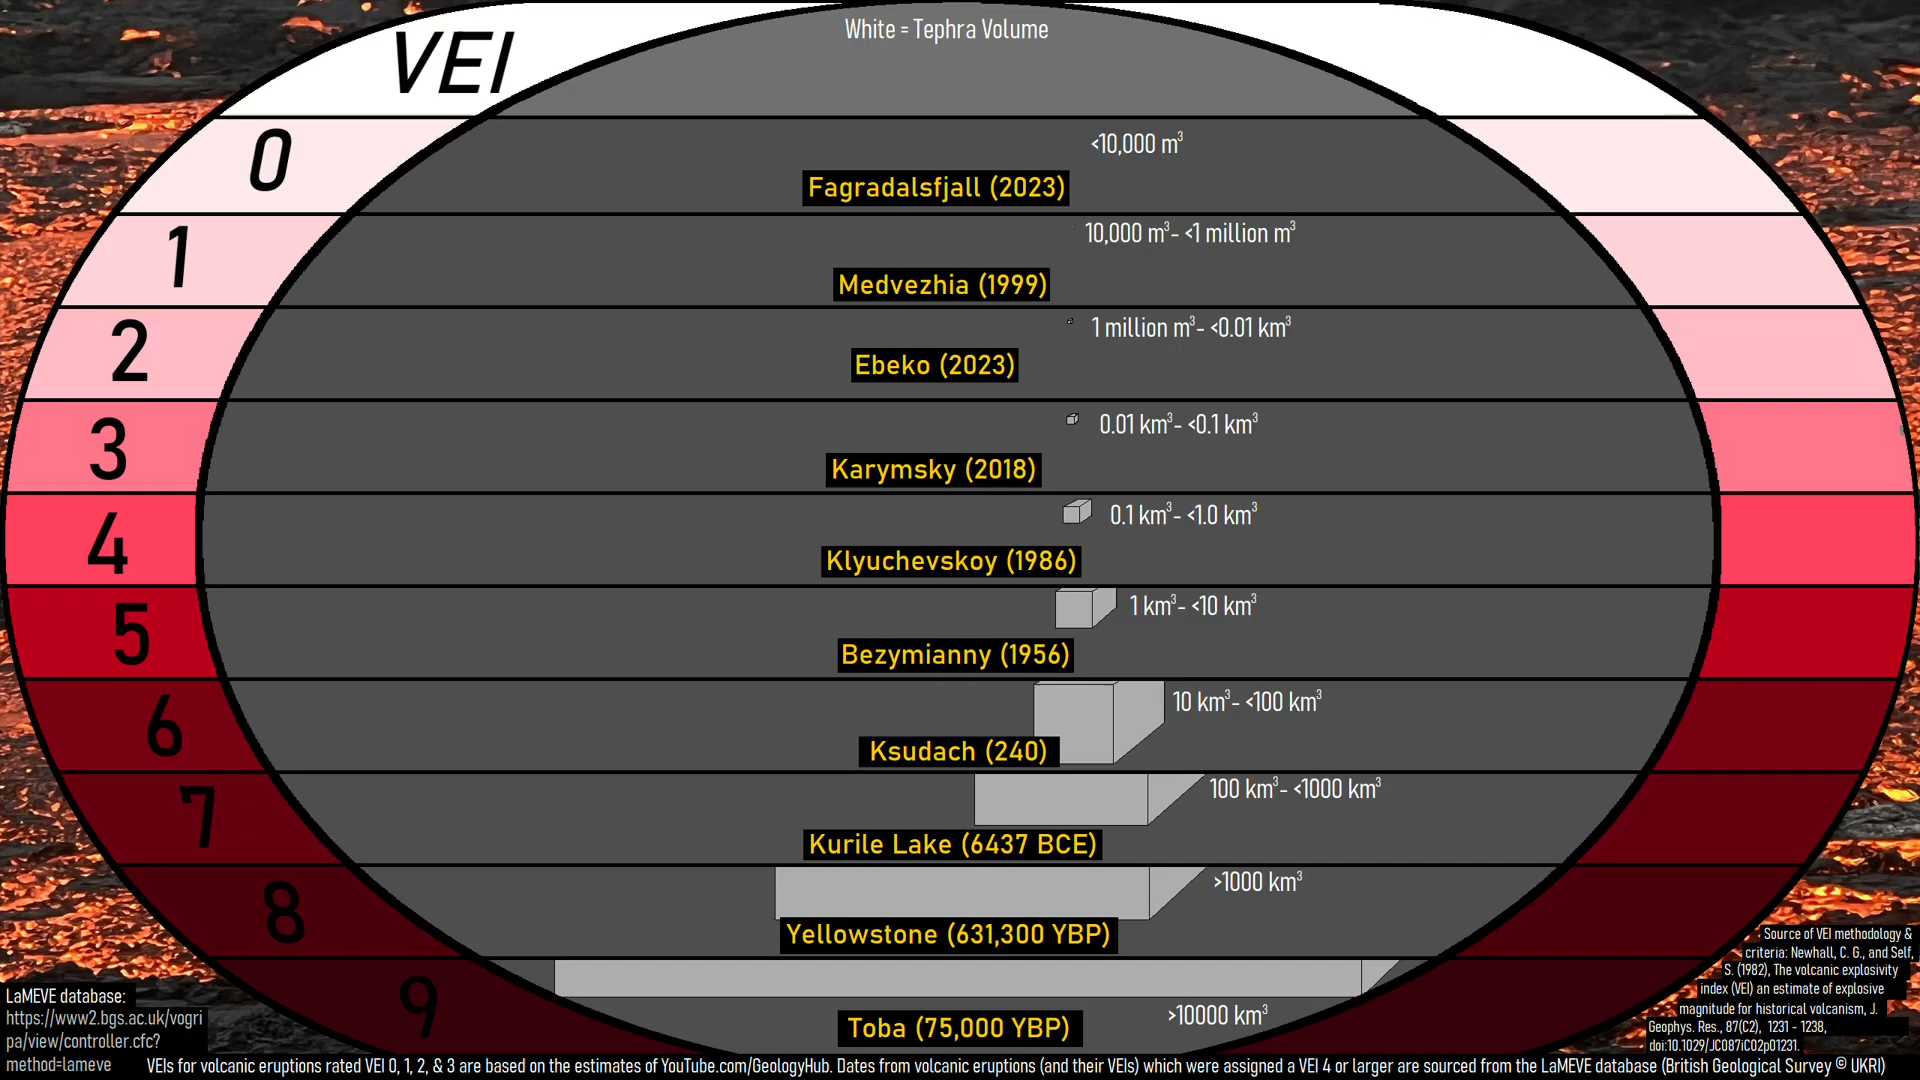 White = Tephra Volume
VEI
0
<10,000 m³
Fagradalsfjall (2023)
1
10,000 m³- <1 million m³
Medvezhia (1999)
2
1 million m³- <0.01 km³
Ebeko (2023)
3
0.01 km³- <0.1 km³
Karymsky (2018)
4
0.1 km³- <1.0 km³
Klyuchevskoy (1986)
5
1 km³- <10 km³
Bezymianny (1956)
6
10 km³- <100 km³
Ksudach (240)
7
100 km³- <1000 km³
Kurile Lake (6437 BCE)
8
>1000 km³
Yellowstone (631,300 YBP)
9
>10000 km³
Toba (75,000 YBP)
LaMEVE database:
https://www2.bgs.ac.uk/vogri
pa/view/controller.cfc?
method=lameve
Source of VEI methodology &
criteria: Newhall, C. G., and Self,
S. (1982), The volcanic explosivity
index (VEI) an estimate of explosive
magnitude for historical volcanism, J.
Geophys. Res., 87(C2), 1231 - 1238,
doi:10.1029/JC087iC02p01231.
VEIs for volcanic eruptions rated VEI 0, 1, 2, & 3 are based on the estimates of YouTube.com/GeologyHub. Dates from volcanic eruptions (and their VEIs) which were assigned a VEI 4 or larger are sourced from the LaMEVE database (British Geological Survey © UKRI)